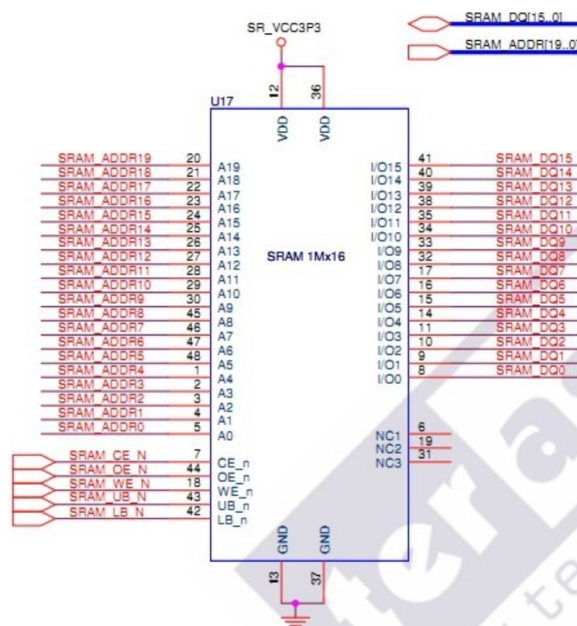 SR_VCC3P3
SRAM_DQ[15..0]
SRAM_ADDR[19..0]
U17
12
36
VDD
VDD
SRAM_ADDR19 20 A19
SRAM_ADDR18 21 A18
SRAM_ADDR17 22 A17
SRAM_ADDR16 23 A16
SRAM_ADDR15 24 A15
SRAM_ADDR14 25 A14
SRAM_ADDR13 26 A13
SRAM_ADDR12 27 A12
SRAM_ADDR11 28 A11
SRAM_ADDR10 29 A10
SRAM_ADDR9 30 A9
SRAM_ADDR8 45 A8
SRAM_ADDR7 46 A7
SRAM_ADDR6 47 A6
SRAM_ADDR5 48 A5
SRAM_ADDR4 1 A4
SRAM_ADDR3 2 A3
SRAM_ADDR2 3 A2
SRAM_ADDR1 4 A1
SRAM_ADDR0 5 A0
SRAM_CE_N 7 CE_n
SRAM_OE_N 44 OE_n
SRAM_WE_N 18 WE_n
SRAM_UB_N 43 UB_n
SRAM_LB_N 42 LB_n
SRAM 1Mx16
I/O15 41 SRAM_DQ15
I/O14 40 SRAM_DQ14
I/O13 39 SRAM_DQ13
I/O12 38 SRAM_DQ12
I/O11 35 SRAM_DQ11
I/O10 34 SRAM_DQ10
I/O9 33 SRAM_DQ9
I/O8 32 SRAM_DQ8
I/O7 17 SRAM_DQ7
I/O6 16 SRAM_DQ6
I/O5 15 SRAM_DQ5
I/O4 14 SRAM_DQ4
I/O3 11 SRAM_DQ3
I/O2 10 SRAM_DQ2
I/O1 9 SRAM_DQ1
I/O0 8 SRAM_DQ0
NC1 6
NC2 19
NC3 31
GND
GND
13
37